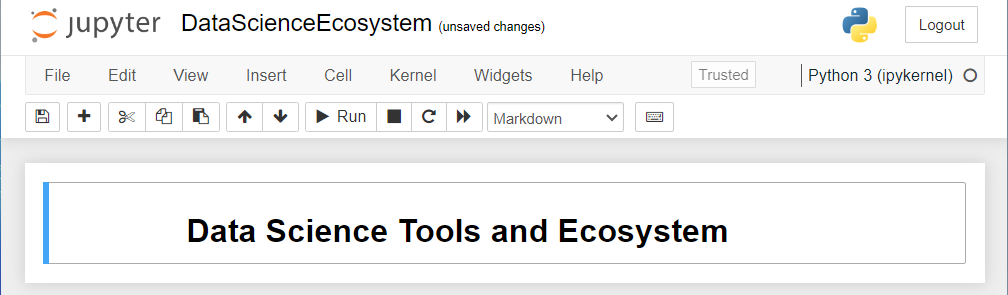 jupyter DataScienceEcosystem (unsaved changes) Logout
File Edit View Insert Cell Kernel Widgets Help Trusted Python 3 (ipykernel)
Run Markdown
Data Science Tools and Ecosystem